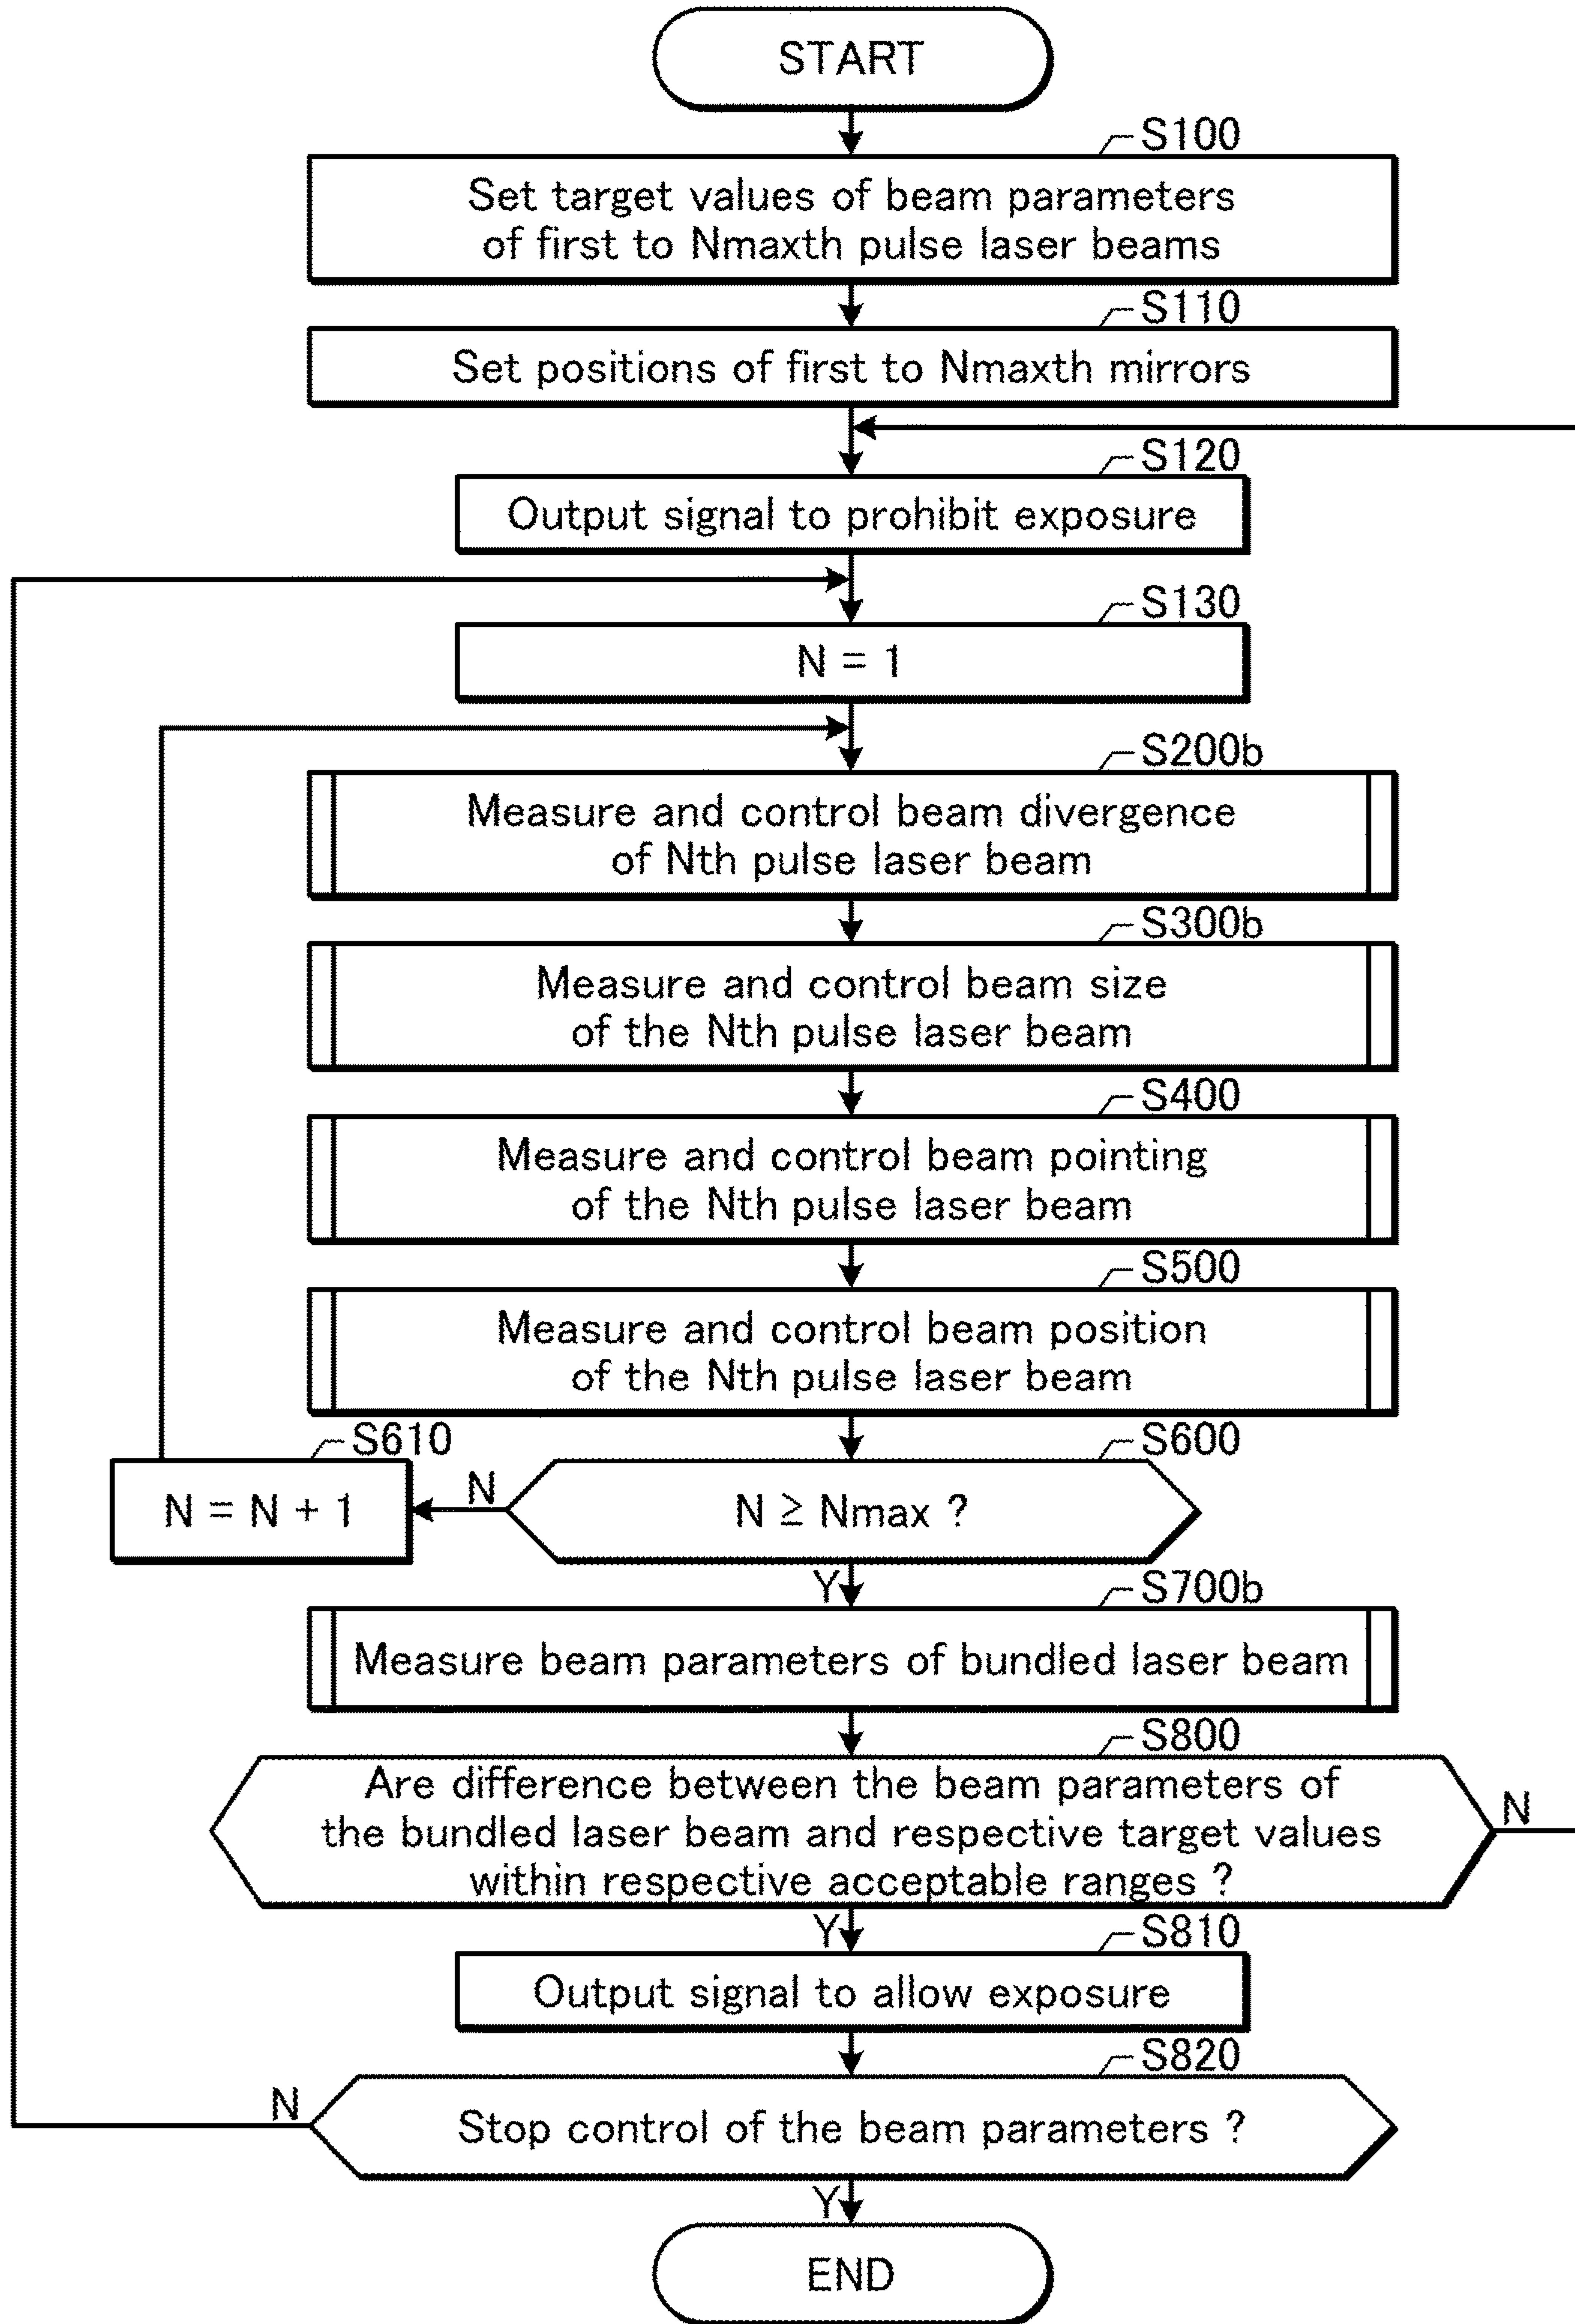 START
S100
Set target values of beam parameters
of first to Nmaxth pulse laser beams
S110
Set positions of first to Nmaxth mirrors
S120
Output signal to prohibit exposure
S130
N = 1
S200b
Measure and control beam divergence
of Nth pulse laser beam
S300b
Measure and control beam size
of the Nth pulse laser beam
S400
Measure and control beam pointing
of the Nth pulse laser beam
S500
Measure and control beam position
of the Nth pulse laser beam
S610
S600
N = N + 1
N
N ≥ Nmax ?
Y
S700b
Measure beam parameters of bundled laser beam
S800
Are difference between the beam parameters of
the bundled laser beam and respective target values
within respective acceptable ranges ?
N
Y
S810
Output signal to allow exposure
S820
N
Stop control of the beam parameters ?
Y
END